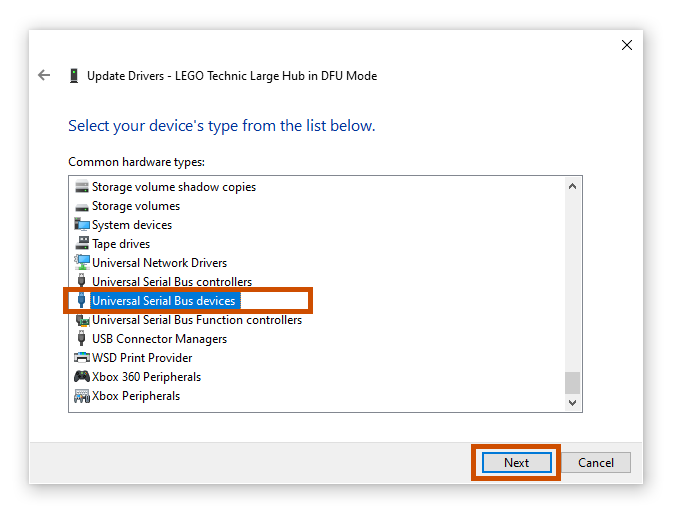 Update Drivers - LEGO Technic Large Hub in DFU Mode
Select your device's type from the list below.
Common hardware types:
Storage volume shadow copies
Storage volumes
System devices
Tape drives
Universal Network Drivers
Universal Serial Bus controllers
Universal Serial Bus devices
Universal Serial Bus Function controllers
USB Connector Managers
WSD Print Provider
Xbox 360 Peripherals
Xbox Peripherals
Next Cancel